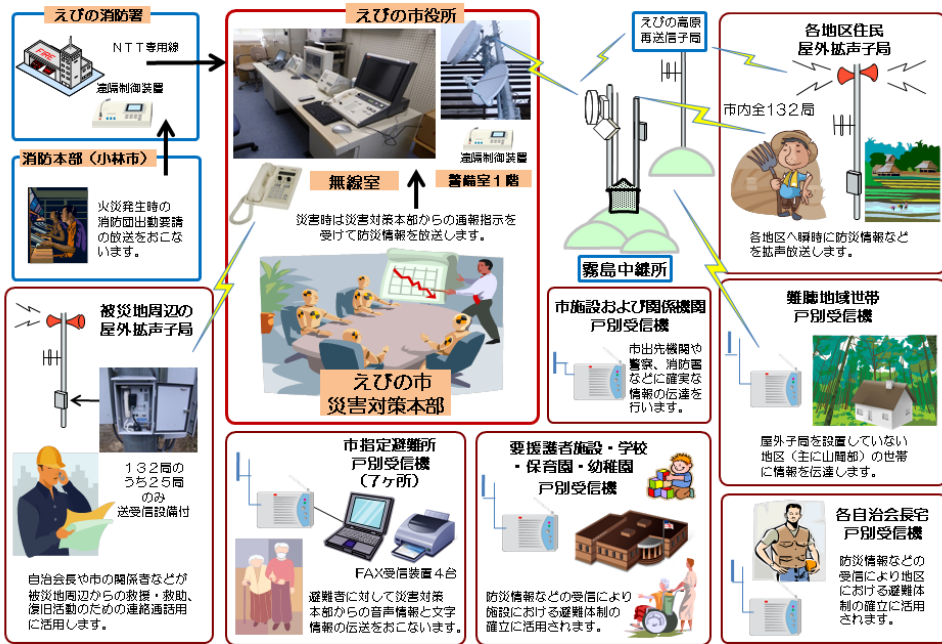 えびの消防署
NTT専用線
FIRE
遠隔制御装置
消防本部（小林市）
火災発生時の
消防団出動要請
の放送をおこな
います。
えびの市役所
遠隔制御装置
無線室
警備室1階
災害時は災害対策本部からの通報指示を
受けて防災情報を放送します。
えびの市
災害対策本部
えびの高原
再送信子局
霧島中継所
各地区住民
屋外拡声子局
市内全132局
各地区へ瞬時に防災情報など
を拡声放送します。
被災地周辺の
屋外拡声子局
132局の
うち25局
のみ
送受信設備付
自治会長や市の関係者などが
被災地周辺からの救援・救助、
復旧活動のための連絡通話用
に活用します。
市施設および関係機関
戸別受信機
市出先機関や
警察、消防署
などに確実な
情報の伝達を
行います。
難聴地域世帯
戸別受信機
屋外子局を設置していない
地区（主に山間部）の世帯
に情報を伝達します。
市指定避難所
戸別受信機
（7ヶ所）
FAX受信装置4台
避難者に対して災害対策
本部からの音声情報と文字
情報の伝送をおこないます。
要援護者施設・学校
・保育園・幼稚園
戸別受信機
防災情報などの受信により
施設における避難体制の
確立に活用されます。
各自治会長宅
戸別受信機
防災情報などの
受信により地区
における避難体
制の確立に活用
されます。